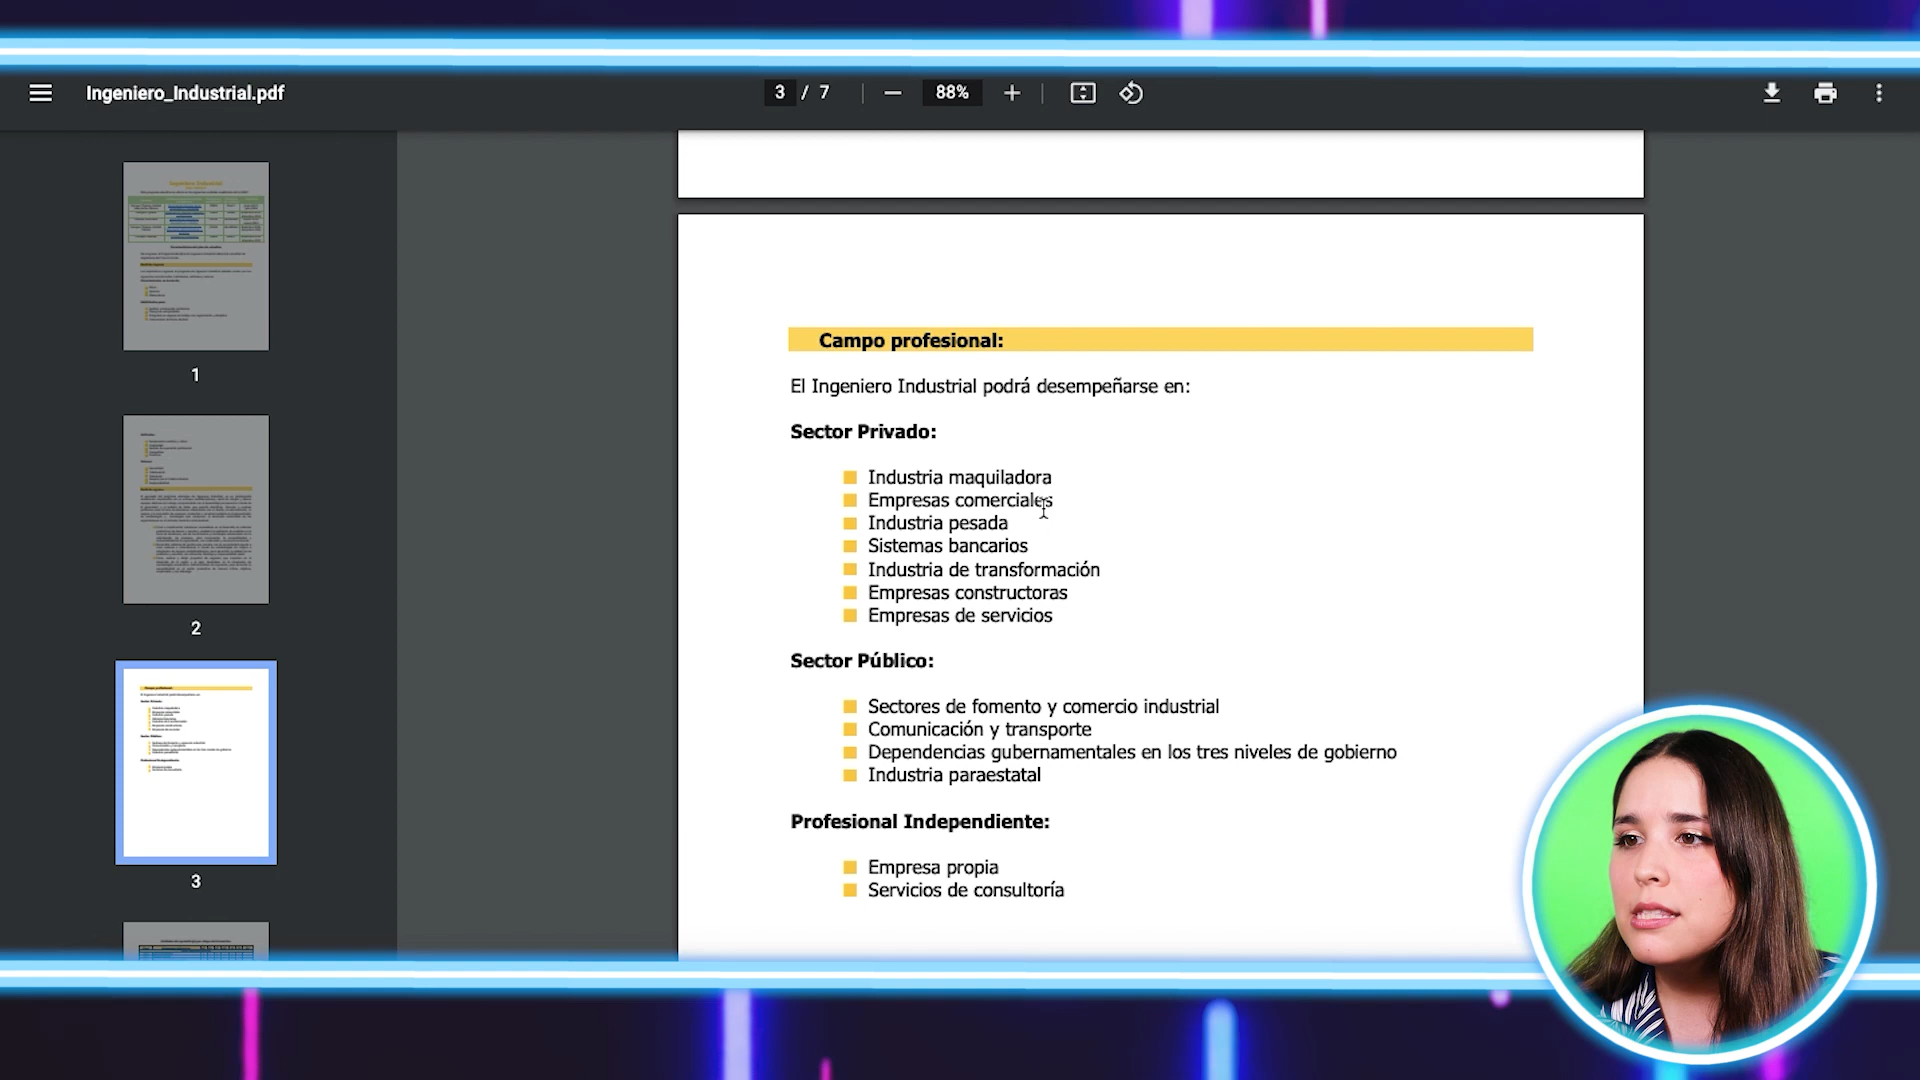 Ingeniero_Industrial.pdf
3 / 7
88%
Campo profesional:
El Ingeniero Industrial podrá desempeñarse en:
Sector Privado:
Industria maquiladora
Empresas comerciales
Industria pesada
Sistemas bancarios
Industria de transformación
Empresas constructoras
Empresas de servicios
Sector Público:
Sectores de fomento y comercio industrial
Comunicación y transporte
Dependencias gubernamentales en los tres niveles de gobierno
Industria paraestatal
Profesional Independiente:
Empresa propia
Servicios de consultoría
1
2
3